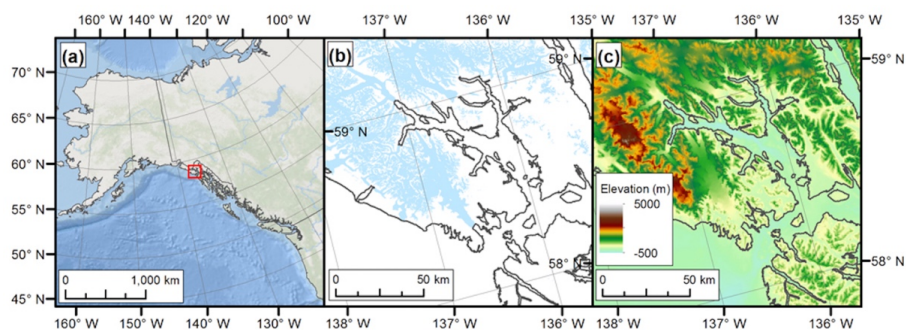 160° W 140° W 120° W 100° W
137° W 136° W 135° W
137° W 136° W 135° W
(a)
(b)
(c)
70° N
65° N
60° N
55° N
50° N
45° N
59° N
59° N
58° N
59° N
58° N
Elevation (m)
5000
-500
0 1,000 km
0 50 km
0 50 km
160° W 150° W 140° W 130° W
138° W 137° W 136° W
138° W 137° W 136° W